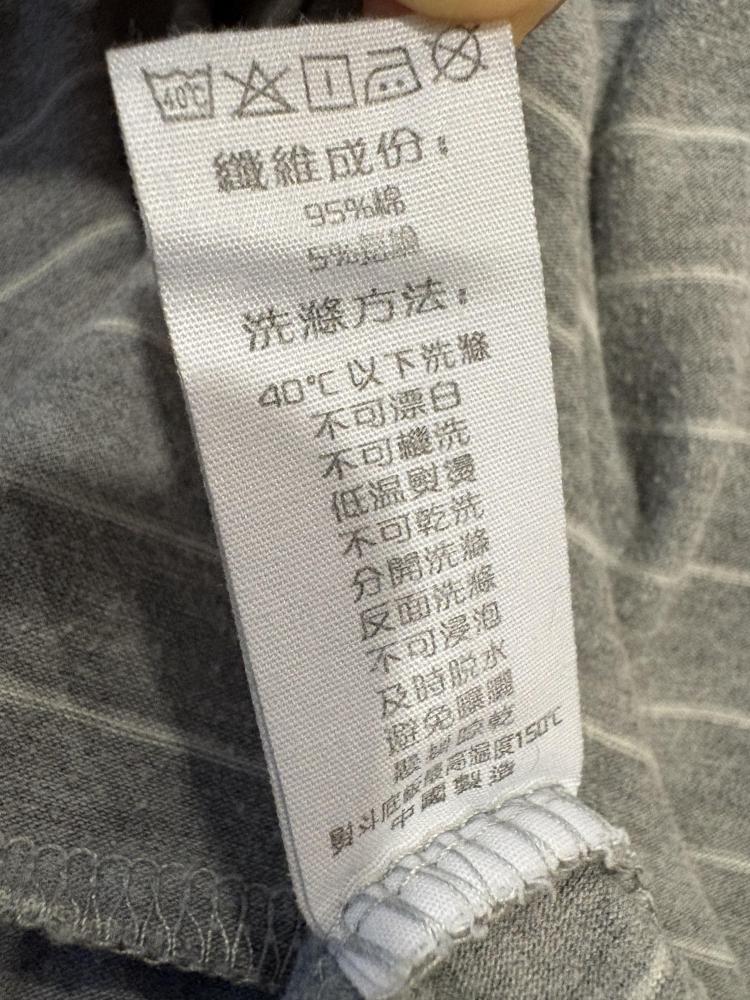 40℃
纖維成份：
95%棉
5%
洗滌方法：
40℃以下洗滌
不可漂白
不可機洗
低溫熨燙
不可乾洗
分開洗滌
反面洗滌
不可浸泡
及時脫水
避免曝曬
懸掛晾乾
熨斗底板最高溫度150℃
中國製造